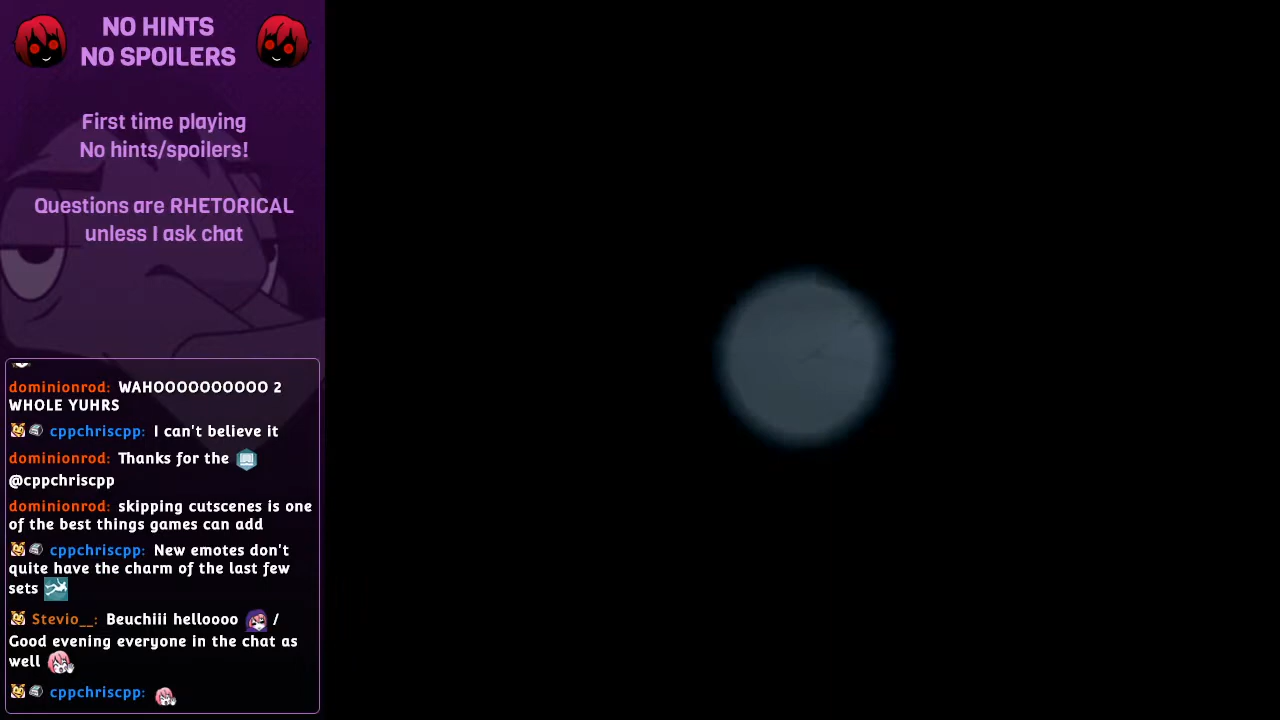 NO HINTS
NO SPOILERS
First time playing
No hints/spoilers!
Questions are RHETORICAL
unless I ask chat
dominionrod: WAHOOOOOOOOOO 2
WHOLE YUHRS
cppchriscpp: I can't believe it
dominionrod: Thanks for the
@cppchriscpp
dominionrod: skipping cutscenes is one
of the best things games can add
cppchriscpp: New emotes don't
quite have the charm of the last few
sets
Stevio__: Beuchiii helloooo /
Good evening everyone in the chat as
well
cppchriscpp: